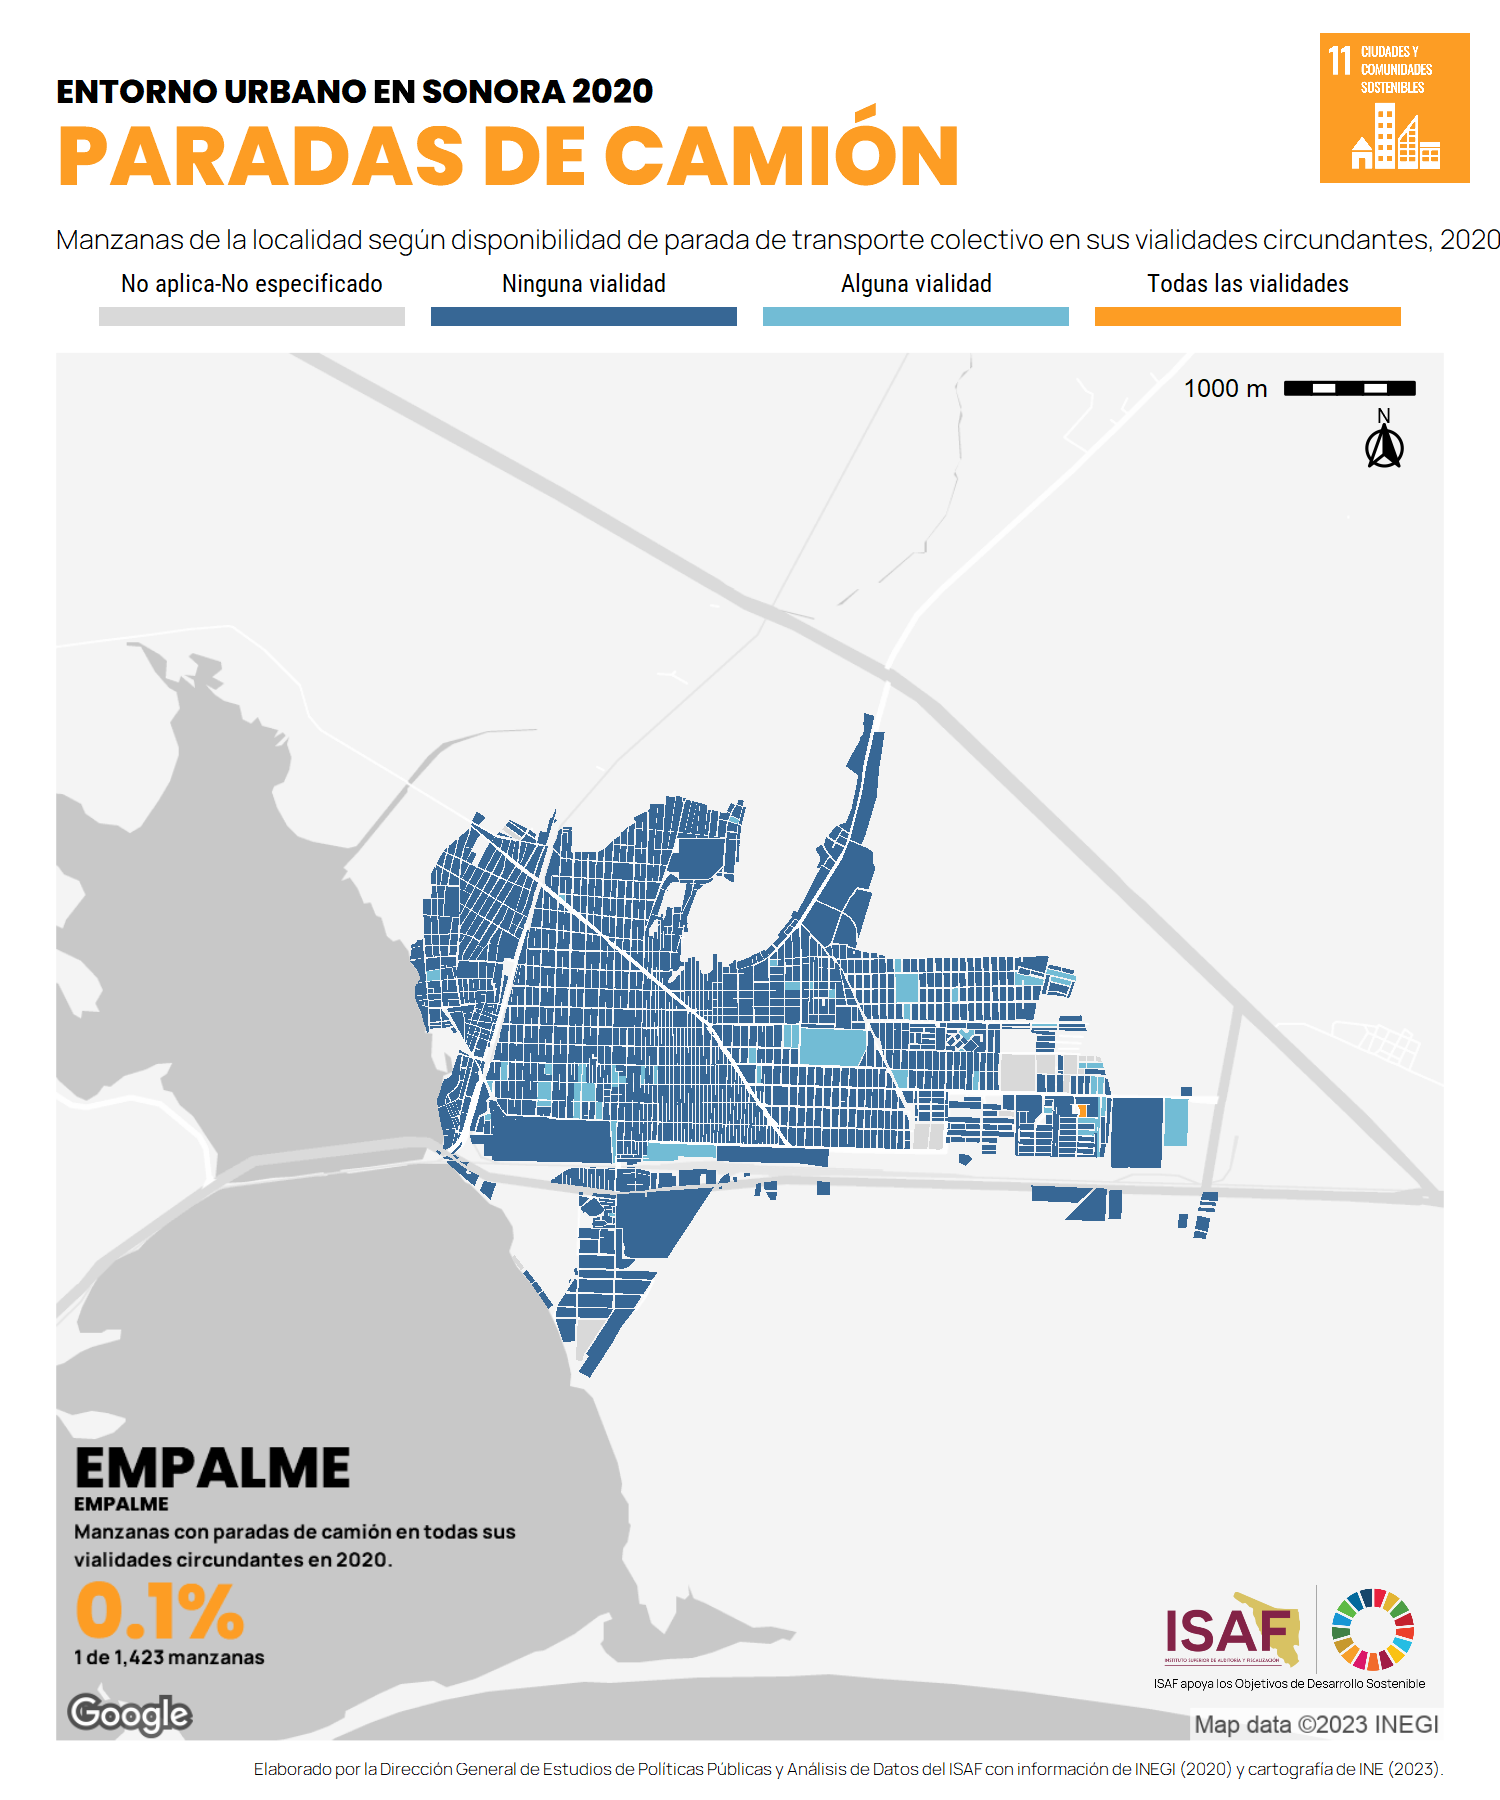 ENTORNO URBANO EN SONORA 2020
PARADAS DE CAMIÓN
11 CIUDADES Y
COMUNIDADES
SOSTENIBLES
Manzanas de la localidad según disponibilidad de parada de transporte colectivo en sus vialidades circundantes, 2020
No aplica-No especificado
Ninguna vialidad
Alguna vialidad
Todas las vialidades
1000 m
N
EMPALME
EMPALME
Manzanas con paradas de camión en todas sus
vialidades circundantes en 2020.
0.1%
1 de 1,423 manzanas
Google
ISAF
INSTITUTO SUPERIOR DE AUDITORÍA Y FISCALIZACIÓN
ISAF apoya los Objetivos de Desarrollo Sostenible
Map data ©2023 INEGI
Elaborado por la Dirección General de Estudios de Políticas Públicas y Análisis de Datos del ISAF con información de INEGI (2020) y cartografía de INE (2023).